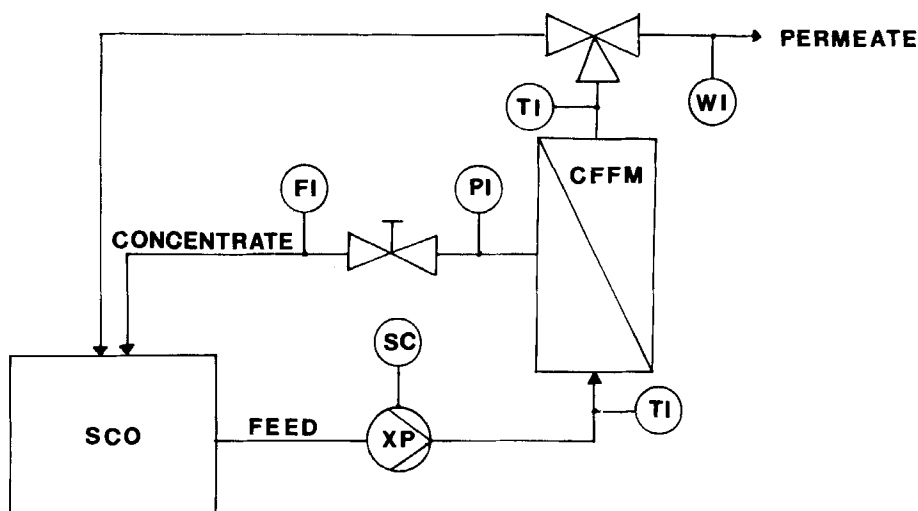 PERMEATE
WI
TI
CFFM
FI
PI
CONCENTRATE
SC
TI
SCO
FEED
XP